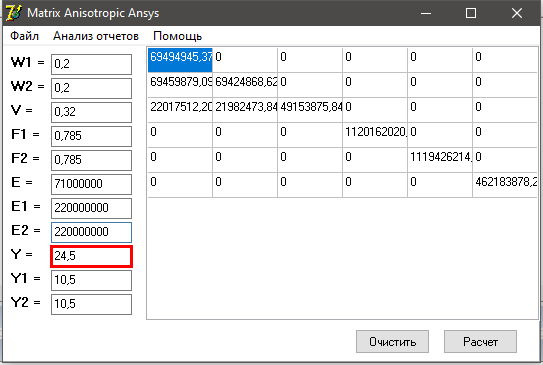 Matrix Anisotropic Ansys
Файл Анализ отчетов Помощь
W1 = 0,2
W2 = 0,2
V = 0,32
F1 = 0,785
F2 = 0,785
E = 71000000
E1 = 220000000
E2 = 220000000
Y = 24,5
Y1 = 10,5
Y2 = 10,5
69494945,37 0 0 0 0 0
69459879,09 69424868,62 0 0 0 0
22017512,20 21982473,84 49153875,84 0 0 0
0 0 0 1120162020, 0 0
0 0 0 0 1119426214, 0
0 0 0 0 0 462183878,2
Очистить Расчет